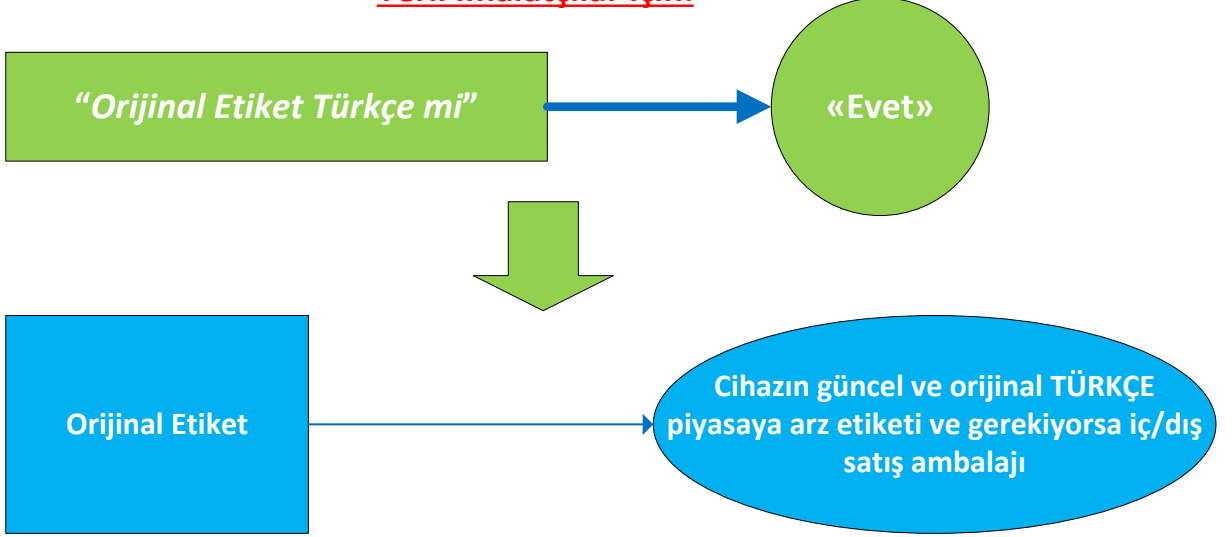 “Orijinal Etiket Türkçe mi”
«Evet»
Orijinal Etiket
Cihazın güncel ve orijinal TÜRKÇE
piyasaya arz etiketi ve gerekiyorsa iç/dış
satış ambalajı